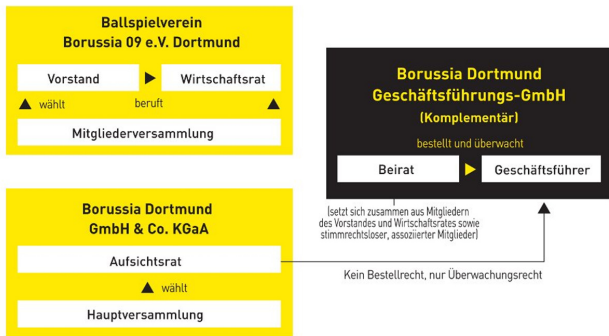 Ballspielverein
Borussia 09 e.V. Dortmund
Vorstand
Wirtschaftsrat
wählt
beruft
Mitgliederversammlung
Borussia Dortmund
Geschäftsführungs-GmbH
(Komplementär)
bestellt und überwacht
Beirat
Geschäftsführer
(setzt sich zusammen aus Mitgliedern
des Vorstandes und Wirtschaftsrates sowie
stimmrechtsloser, assoziierter Mitglieder)
Borussia Dortmund
GmbH & Co. KGaA
Aufsichtsrat
Kein Bestellrecht, nur Überwachungsrecht
wählt
Hauptversammlung